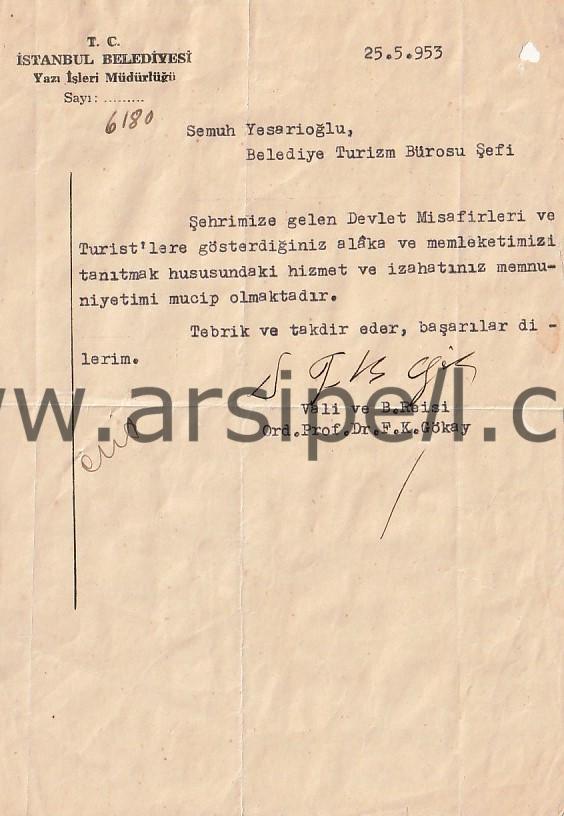 T. C.
İSTANBUL BELEDİYESİ
Yazı İşleri Müdürlüğü
Sayı: .........
6180
25.5.953
Semuh Yesarioğlu,
Belediye Turizm Bürosu Şefi
Şehrimize gelen Devlet Misafirleri ve
Turist'lere gösterdiğiniz alâka ve memleketimizi
tanıtmak hususundaki hizmet ve izahatınız memnu-
niyetimi mucip olmaktadır.
Tebrik ve takdir eder, başarılar di -
lerim.
Vali ve B.Reisi
Ord.Prof.Dr.F.K.Gökay
www.arsipell.c